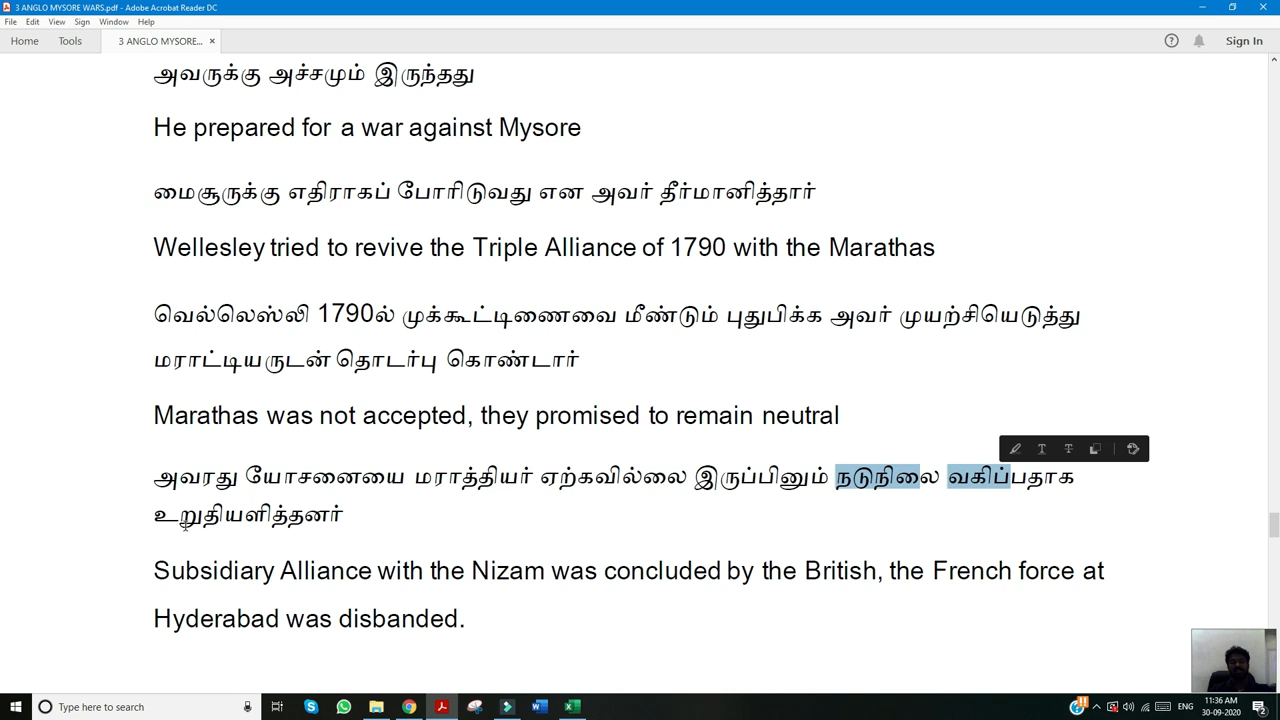 3 ANGLO MYSORE WARS.pdf - Adobe Acrobat Reader DC
File Edit View Sign Window Help
Home Tools 3 ANGLO MYSORE... × Sign In
அவருக்கு அச்சமும் இருந்தது
He prepared for a war against Mysore
மைசூருக்கு எதிராகப் போரிடுவது என அவர் தீர்மானித்தார்
Wellesley tried to revive the Triple Alliance of 1790 with the Marathas
வெல்லெஸ்லி 1790ல் முக்கூட்டிணைவை மீண்டும் புதுபிக்க அவர் முயற்சியெடுத்து
மராட்டியருடன் தொடர்பு கொண்டார்
Marathas was not accepted, they promised to remain neutral
அவரது யோசனையை மராத்தியர் ஏற்கவில்லை இருப்பினும் நடுநிலை வகிப்பதாக
உறுதியளித்தனர்
Subsidiary Alliance with the Nizam was concluded by the British, the French force at
Hyderabad was disbanded.
Type here to search
ENG
11:36 AM
30-09-2020